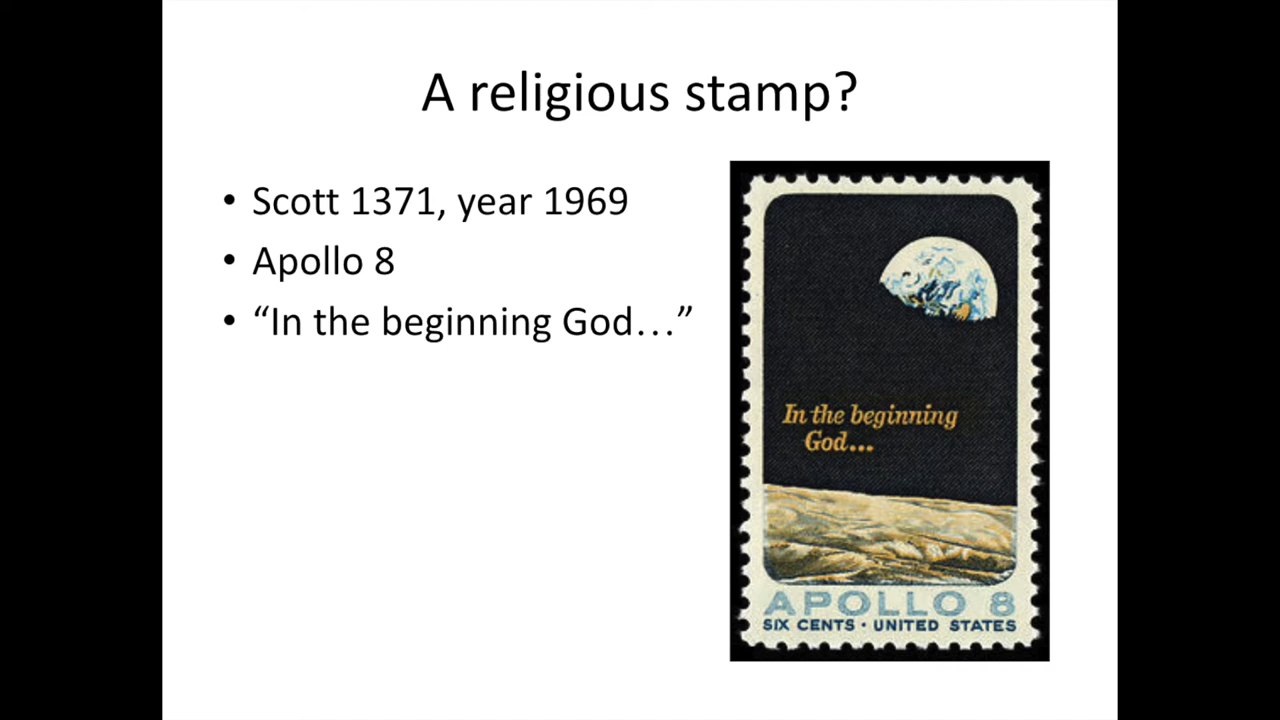 A religious stamp?
• Scott 1371, year 1969
• Apollo 8
• “In the beginning God…”
In the beginning
God...
APOLLO 8
SIX CENTS · UNITED STATES